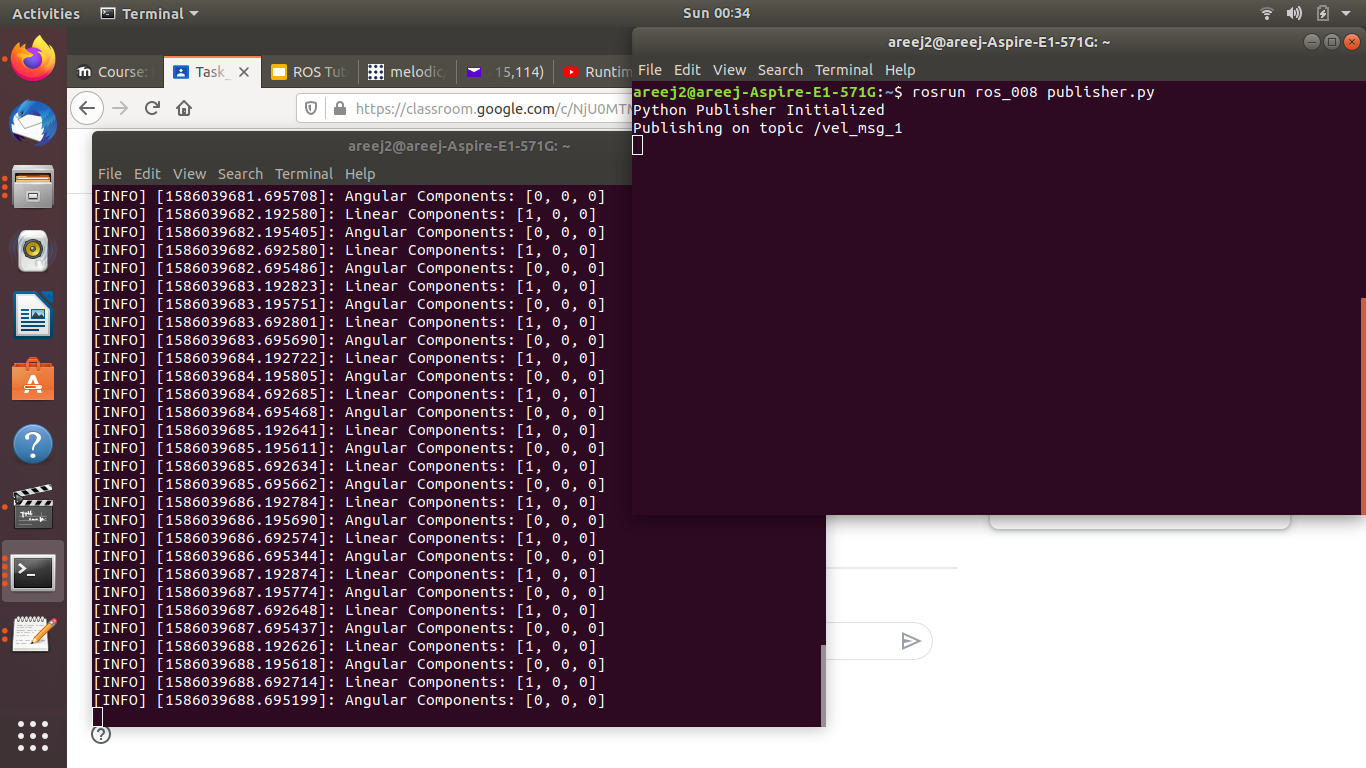 Activities Terminal Sun 00:34
Course: Task_ ROS Tut melodic, 15,114) Runtim
https://classroom.google.com/c/NjU0MTM
areej2@areej-Aspire-E1-571G: ~
File Edit View Search Terminal Help
[INFO] [1586039681.695708]: Angular Components: [0, 0, 0]
[INFO] [1586039682.192580]: Linear Components: [1, 0, 0]
[INFO] [1586039682.195405]: Angular Components: [0, 0, 0]
[INFO] [1586039682.692580]: Linear Components: [1, 0, 0]
[INFO] [1586039682.695486]: Angular Components: [0, 0, 0]
[INFO] [1586039683.192823]: Linear Components: [1, 0, 0]
[INFO] [1586039683.195751]: Angular Components: [0, 0, 0]
[INFO] [1586039683.692801]: Linear Components: [1, 0, 0]
[INFO] [1586039683.695690]: Angular Components: [0, 0, 0]
[INFO] [1586039684.192722]: Linear Components: [1, 0, 0]
[INFO] [1586039684.195805]: Angular Components: [0, 0, 0]
[INFO] [1586039684.692685]: Linear Components: [1, 0, 0]
[INFO] [1586039684.695468]: Angular Components: [0, 0, 0]
[INFO] [1586039685.192641]: Linear Components: [1, 0, 0]
[INFO] [1586039685.195611]: Angular Components: [0, 0, 0]
[INFO] [1586039685.692634]: Linear Components: [1, 0, 0]
[INFO] [1586039685.695662]: Angular Components: [0, 0, 0]
[INFO] [1586039686.192784]: Linear Components: [1, 0, 0]
[INFO] [1586039686.195690]: Angular Components: [0, 0, 0]
[INFO] [1586039686.692574]: Linear Components: [1, 0, 0]
[INFO] [1586039686.695344]: Angular Components: [0, 0, 0]
[INFO] [1586039687.192874]: Linear Components: [1, 0, 0]
[INFO] [1586039687.195774]: Angular Components: [0, 0, 0]
[INFO] [1586039687.692648]: Linear Components: [1, 0, 0]
[INFO] [1586039687.695437]: Angular Components: [0, 0, 0]
[INFO] [1586039688.192626]: Linear Components: [1, 0, 0]
[INFO] [1586039688.195618]: Angular Components: [0, 0, 0]
[INFO] [1586039688.692714]: Linear Components: [1, 0, 0]
[INFO] [1586039688.695199]: Angular Components: [0, 0, 0]
areej2@areej-Aspire-E1-571G: ~
File Edit View Search Terminal Help
areej2@areej-Aspire-E1-571G:~$ rosrun ros_008 publisher.py
Python Publisher Initialized
Publishing on topic /vel_msg_1